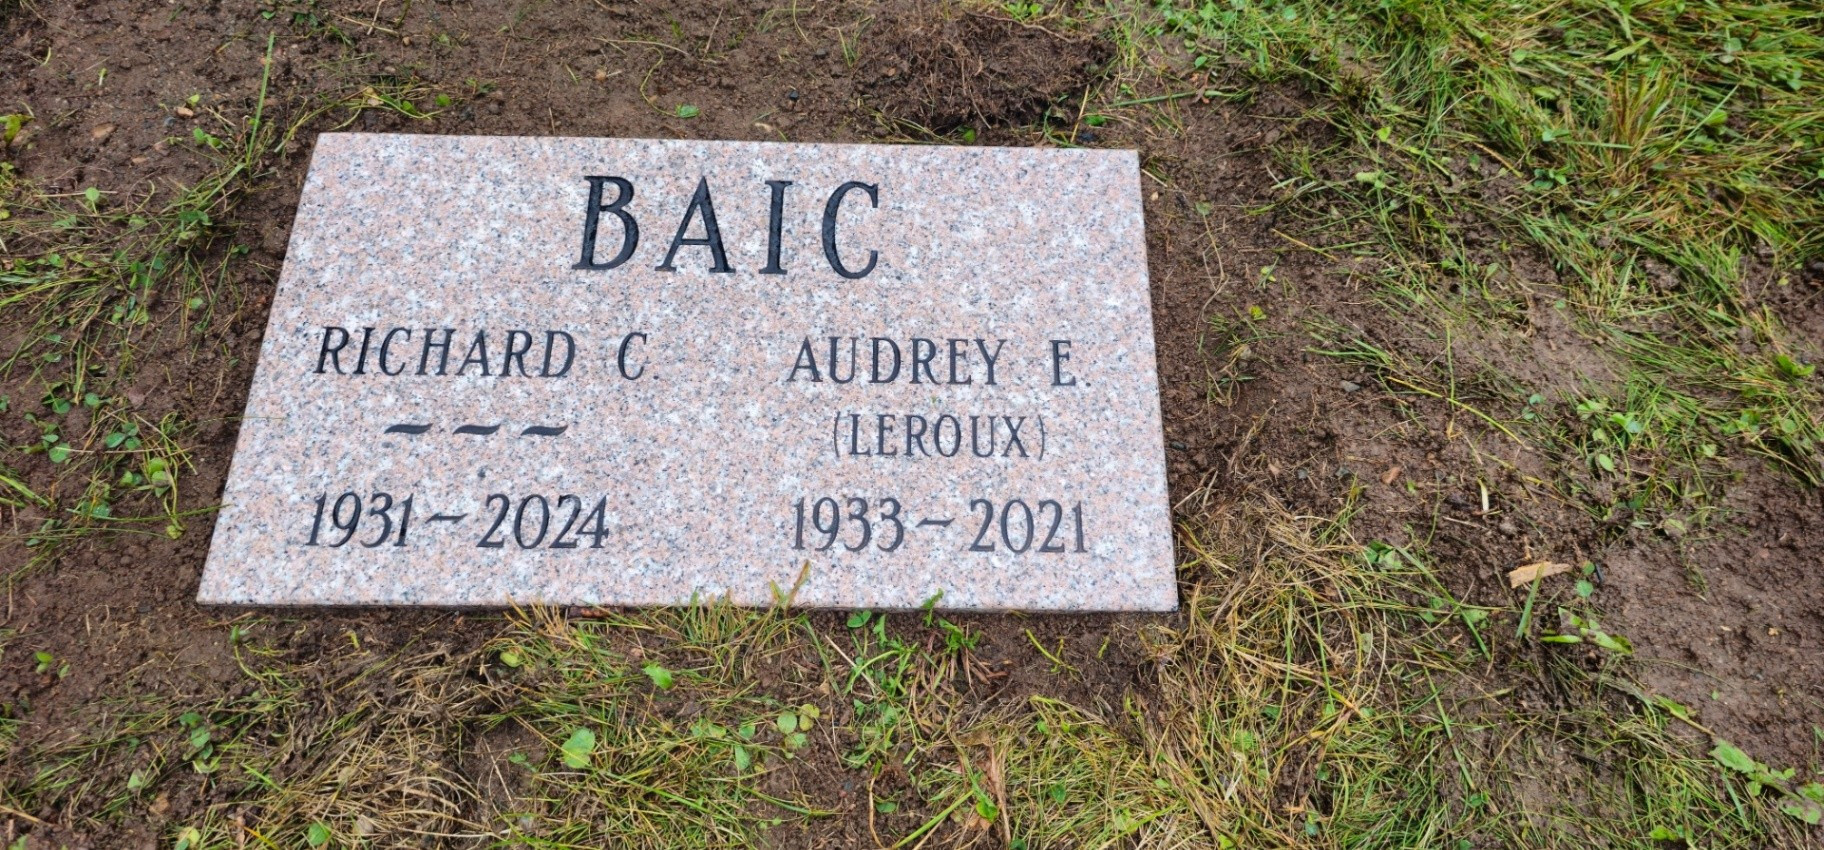 BAIC
RICHARD C. AUDREY E.
~~~ (LEROUX)
1931~2024 1933~2021